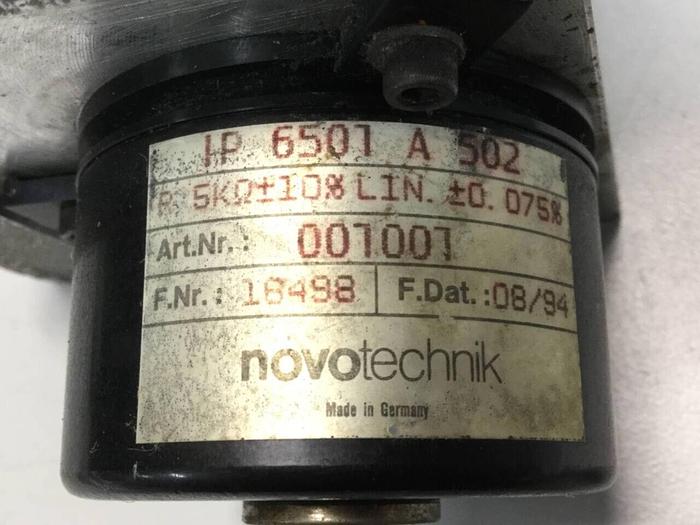 IP 6501 A 502
R: 5KΩ±10% LIN. ±0.075%
Art.Nr.: 001001
F.Nr.: 18498 F.Dat.:08/94
novotechnik
Made in Germany